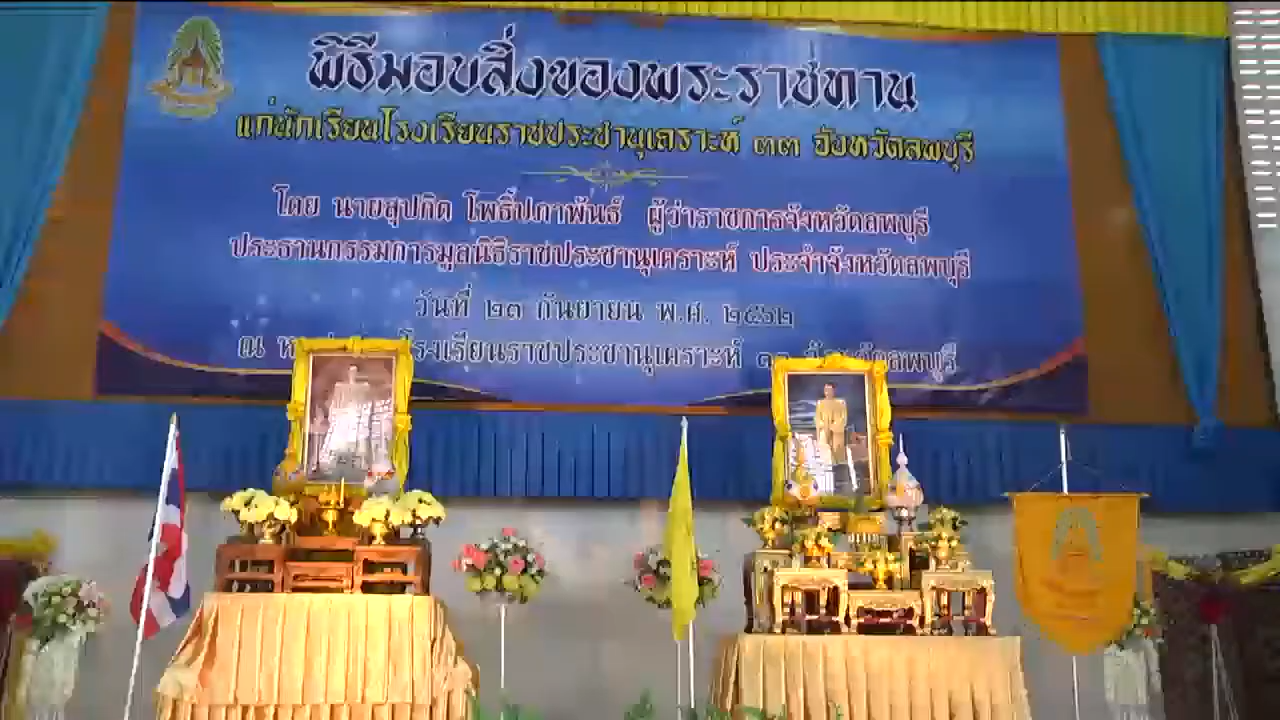 พิธีมอบสิ่งของพระราชทาน
แก่นักเรียนโรงเรียนราชประชานุเคราะห์ ๓๓ จังหวัดลพบุรี
โดย นายสุปกิต โพธิ์ปภาพันธ์ ผู้ว่าราชการจังหวัดลพบุรี
ประธานกรรมการมูลนิธิราชประชานุเคราะห์ ประจำจังหวัดลพบุรี
วันที่ ๒๓ กันยายน พ.ศ. ๒๕๖๒
ณ โรงเรียนราชประชานุเคราะห์ ลพบุรี